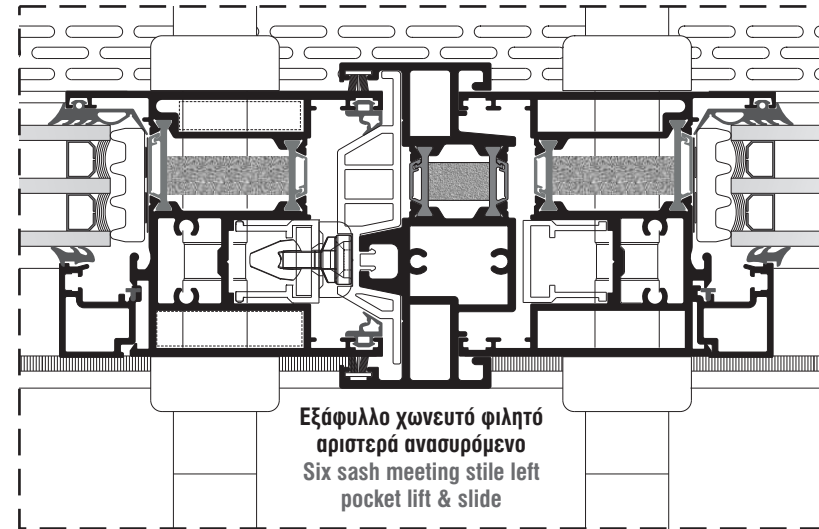 Εξάφυλλο χωνευτό φιλητό
αριστερά ανασυρόμενο
Six sash meeting stile left
pocket lift & slide